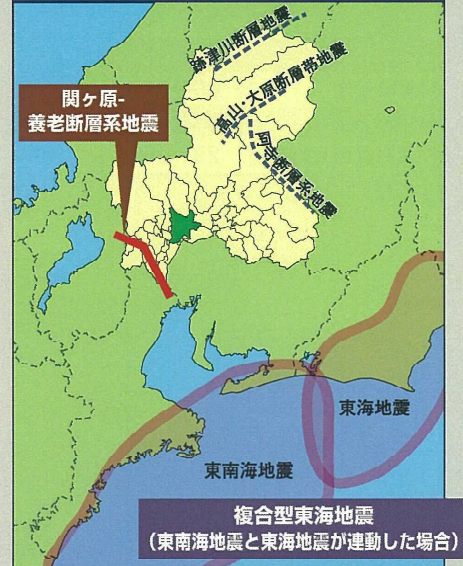 跡津川断層地震
高山・大原断層帯地震
阿寺断層系地震
関ヶ原-
養老断層系地震
東海地震
東南海地震
複合型東海地震
（東南海地震と東海地震が連動した場合）